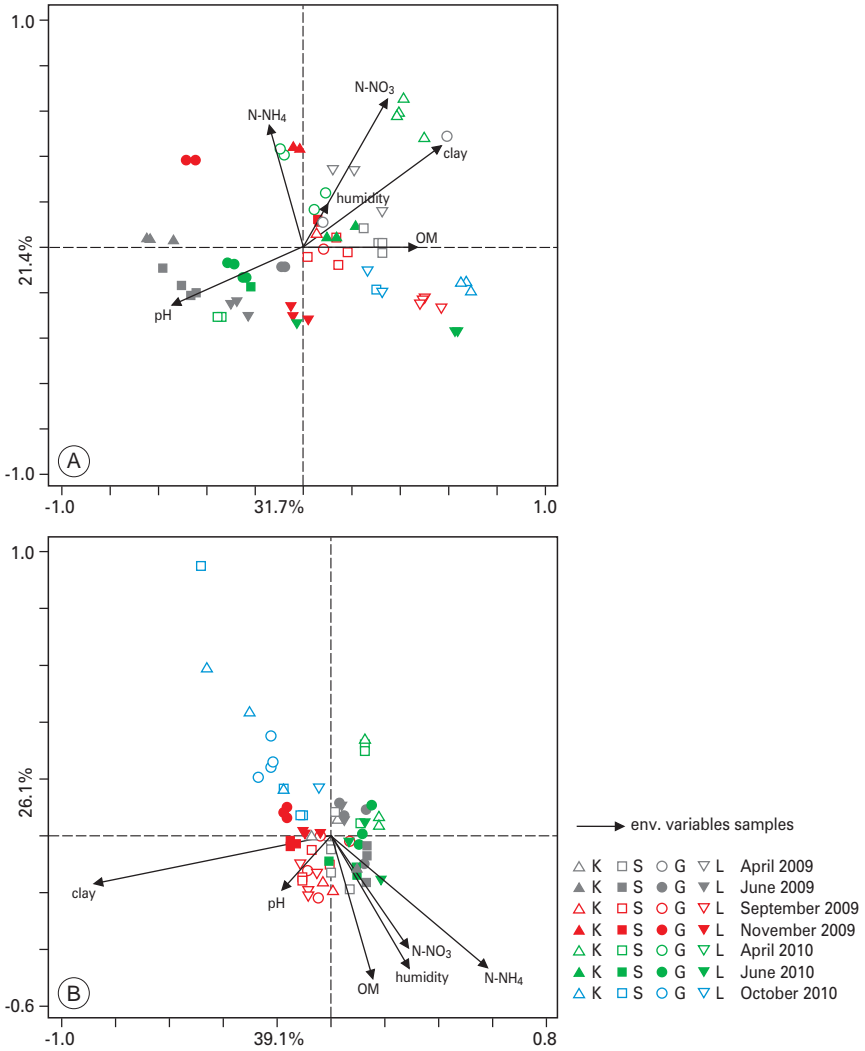 1.0
N-NO3
N-NH4
clay
humidity
OM
21.4%
pH
A
-1.0
-1.0 31.7% 1.0
1.0
26.1%
clay
pH
N-NO3
humidity
N-NH4
OM
B
-0.6
-1.0 39.1% 0.8
env. variables samples
K S G L April 2009
K S G L June 2009
K S G L September 2009
K S G L November 2009
K S G L April 2010
K S G L June 2010
K S G L October 2010